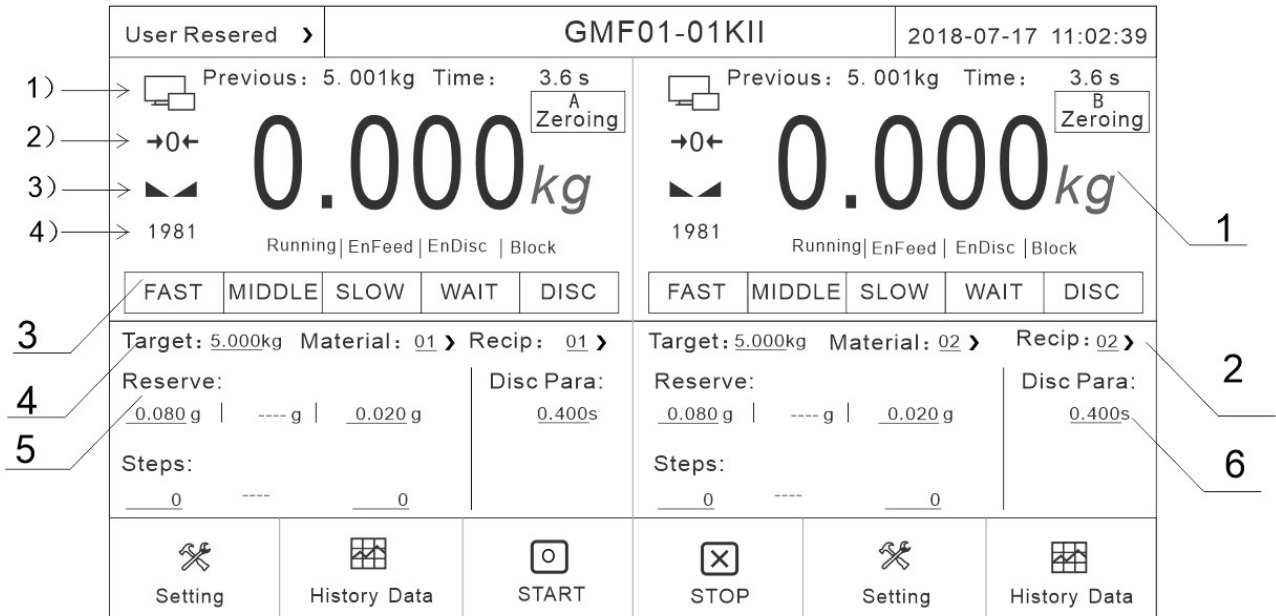 User Resered ❯ GMF01-01KII 2018-07-17 11:02:39
1) Previous: 5.001kg Time: 3.6 s Previous: 5.001kg Time: 3.6 s
A Zeroing B Zeroing
2) →0← 0.000kg →0← 0.000kg
3)
1
4) 1981 1981
Running| EnFeed | EnDisc | Block Running| EnFeed | EnDisc | Block
FAST MIDDLE SLOW WAIT DISC FAST MIDDLE SLOW WAIT DISC
3 Target: 5.000kg Material: 01 ❯ Recip: 01 ❯ Target: 5.000kg Material: 02 ❯ Recip: 02 ❯
2
4 Reserve: Disc Para: Reserve: Disc Para:
0.080 g | ---- g | 0.020 g 0.400s 0.080 g | ---- g | 0.020 g 0.400s
5 6
Steps: Steps:
0 ---- 0 0 ---- 0
Setting History Data START STOP Setting History Data